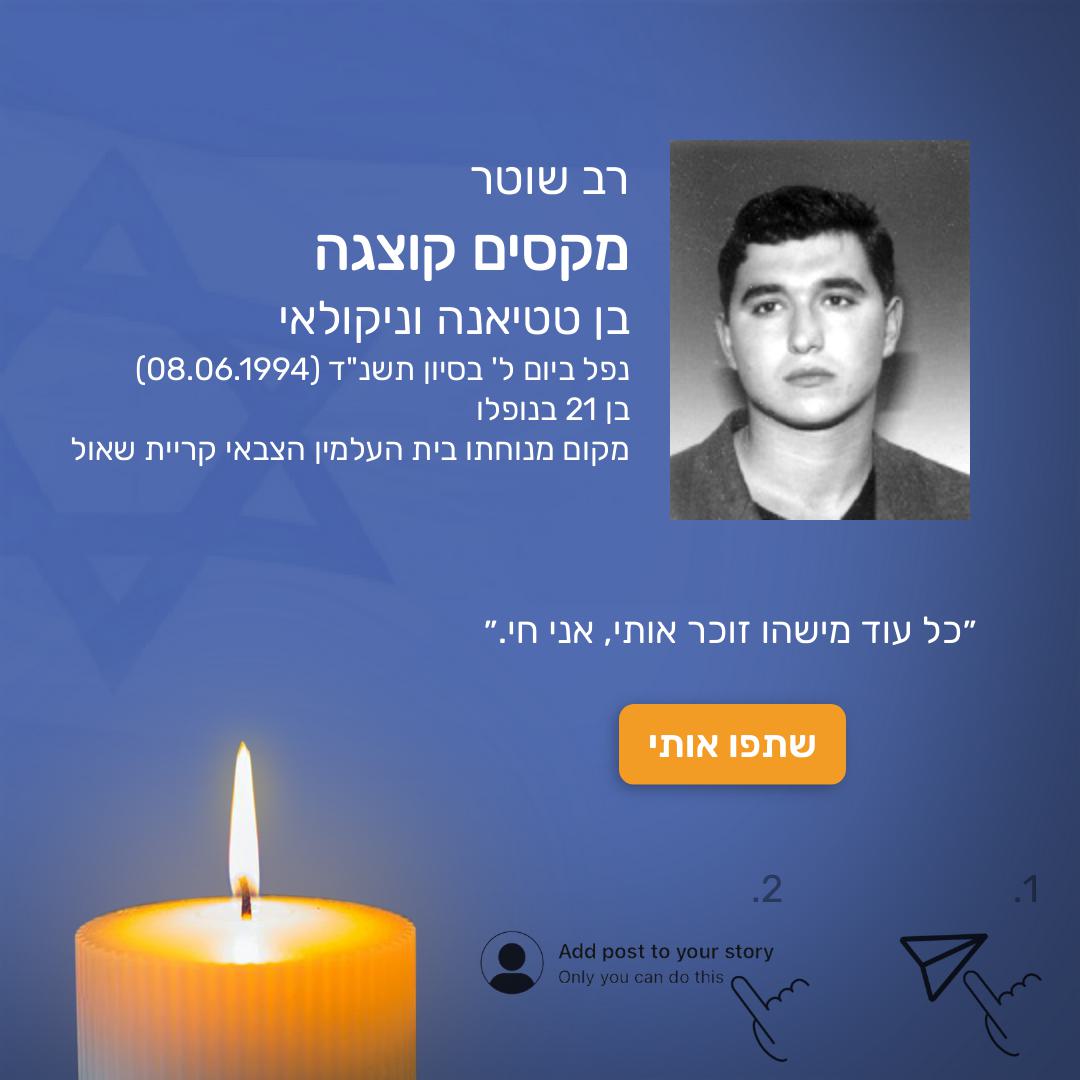 רב שוטר
מקסים קוצגה
בן טטיאנה וניקולאי
נפל ביום ל' בסיון תשנ"ד (08.06.1994)
בן 21 בנופלו
מקום מנוחתו בית העלמין הצבאי קריית שאול
״כל עוד מישהו זוכר אותי, אני חי.״
שתפו אותי
1.
2.
Add post to your story
Only you can do this